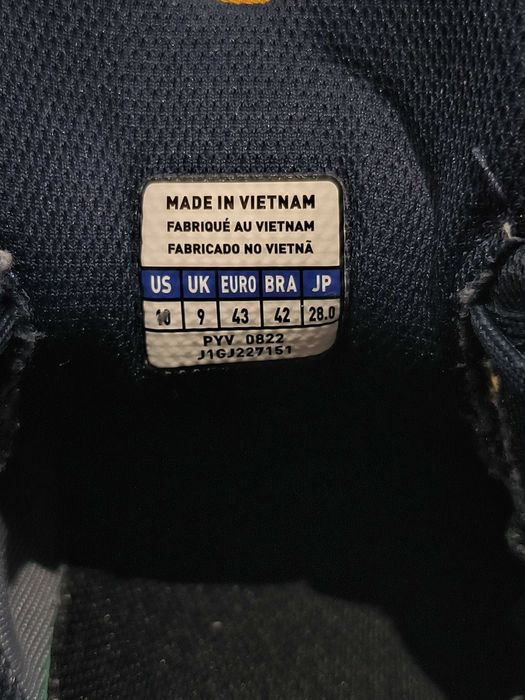 MADE IN VIETNAM
FABRIQUÉ AU VIETNAM
FABRICADO NO VIETNÃ
US UK EURO BRA JP
10 9 43 42 28.0
PYV 0822
J1GJ227151